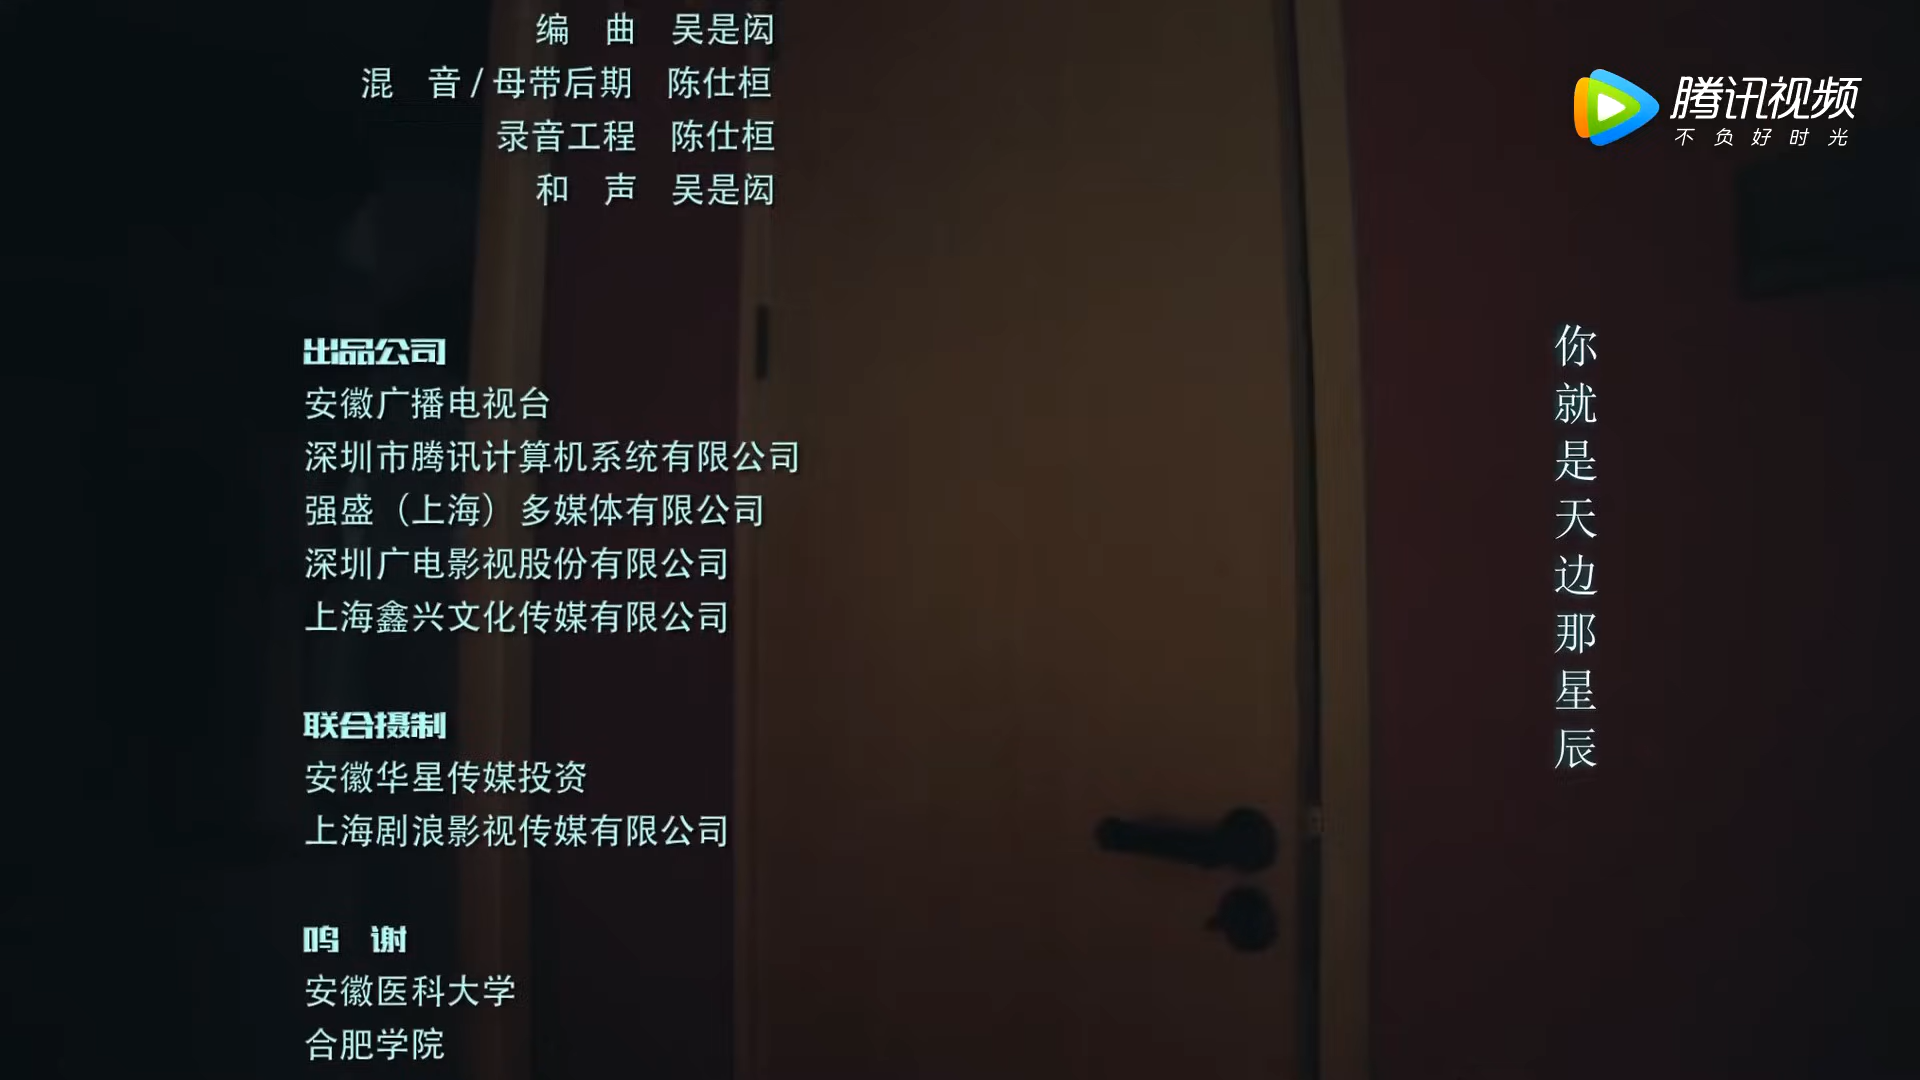 编 曲 吴是闳
混 音/母带后期 陈仕桓
录音工程 陈仕桓
和 声 吴是闳
腾讯视频
不负好时光
出品公司
安徽广播电视台
深圳市腾讯计算机系统有限公司
强盛（上海）多媒体有限公司
深圳广电影视股份有限公司
上海鑫兴文化传媒有限公司
联合摄制
安徽华星传媒投资
上海剧浪影视传媒有限公司
鸣 谢
安徽医科大学
合肥学院
你就是天边那星辰